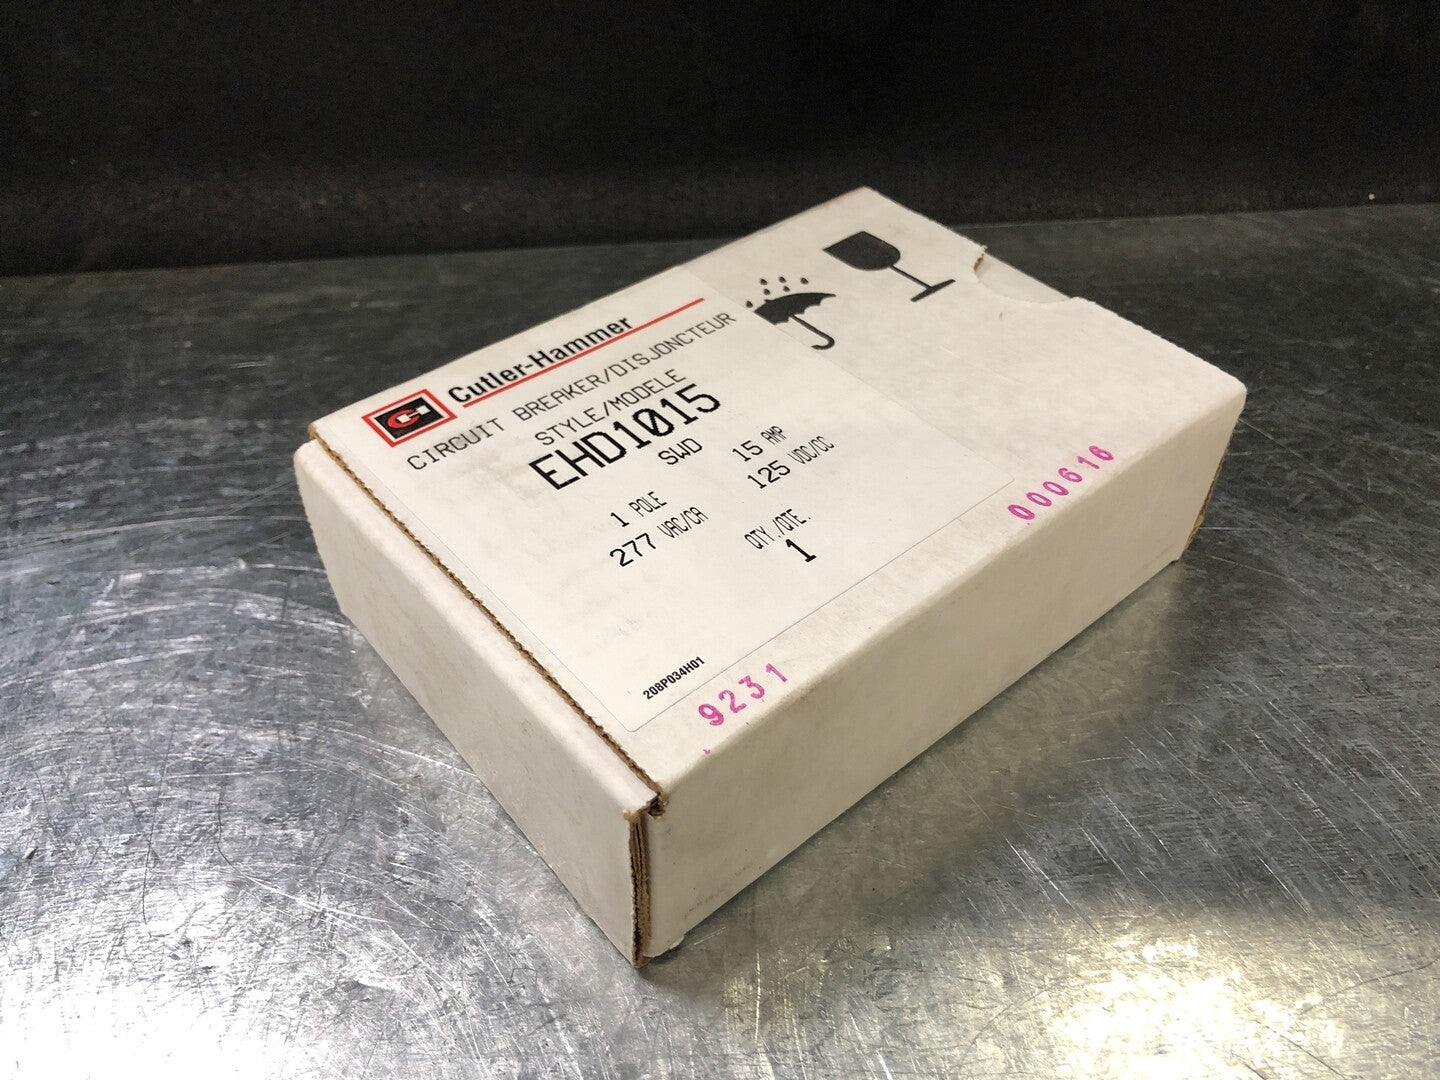 Cutler-Hammer
CIRCUIT BREAKER/DISJONCTEUR
STYLE/MODELE
EHD1015
SWD
1 POLE 15 AMP
277 VAC/CA 125 VDC/CC
QTY./QTE.
1
208P034H01
9231
000616